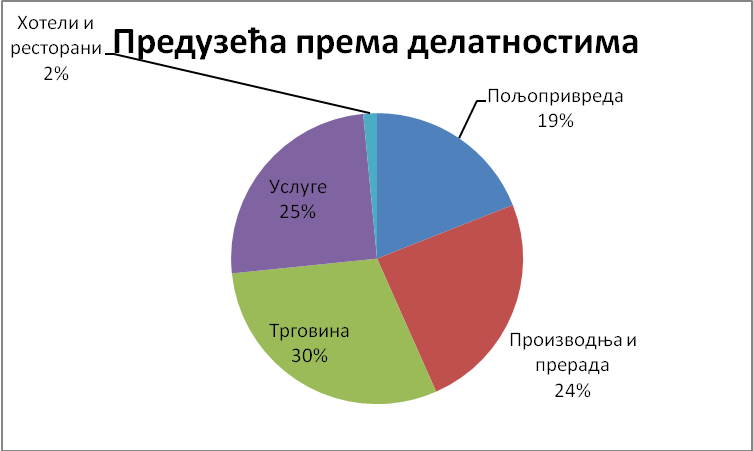 Предузећа према делатностима
Хотели и
ресторани
2%
Пољопривреда
19%
Производња и
прерада
24%
Трговина
30%
Услуге
25%